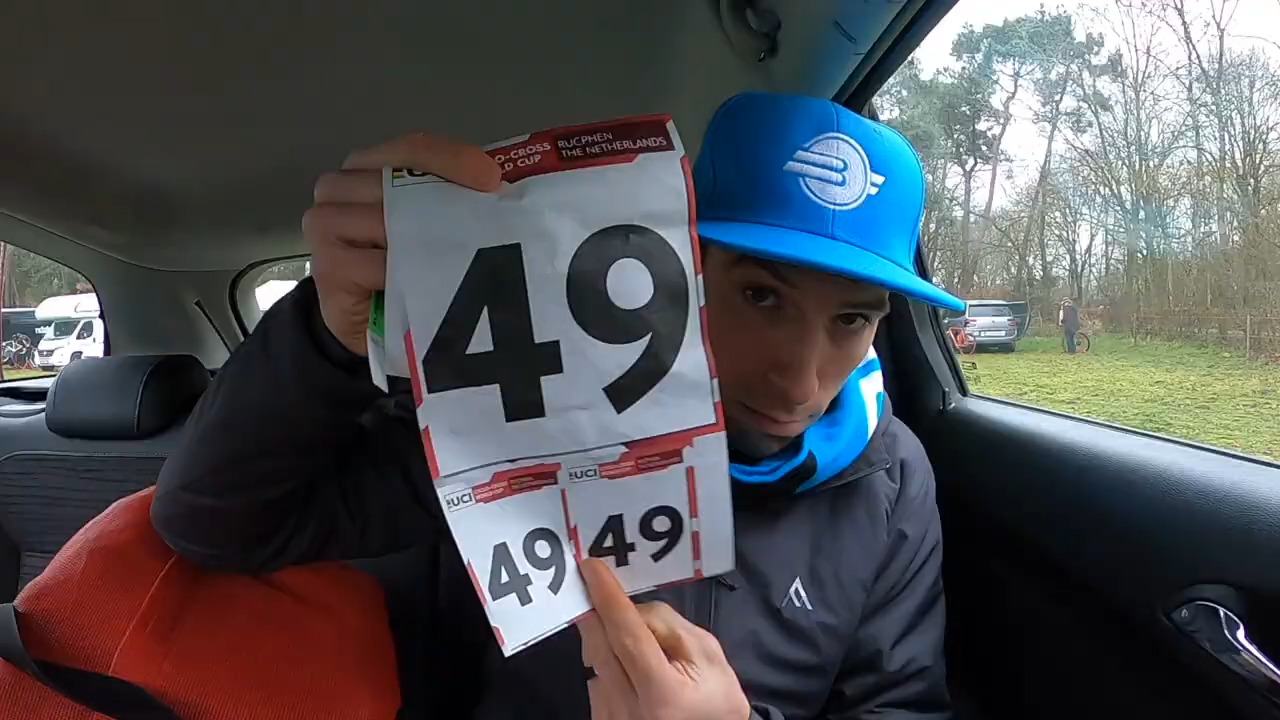 O-CROSS RUCPHEN
D CUP THE NETHERLANDS
49
UCI
UCI
49
49